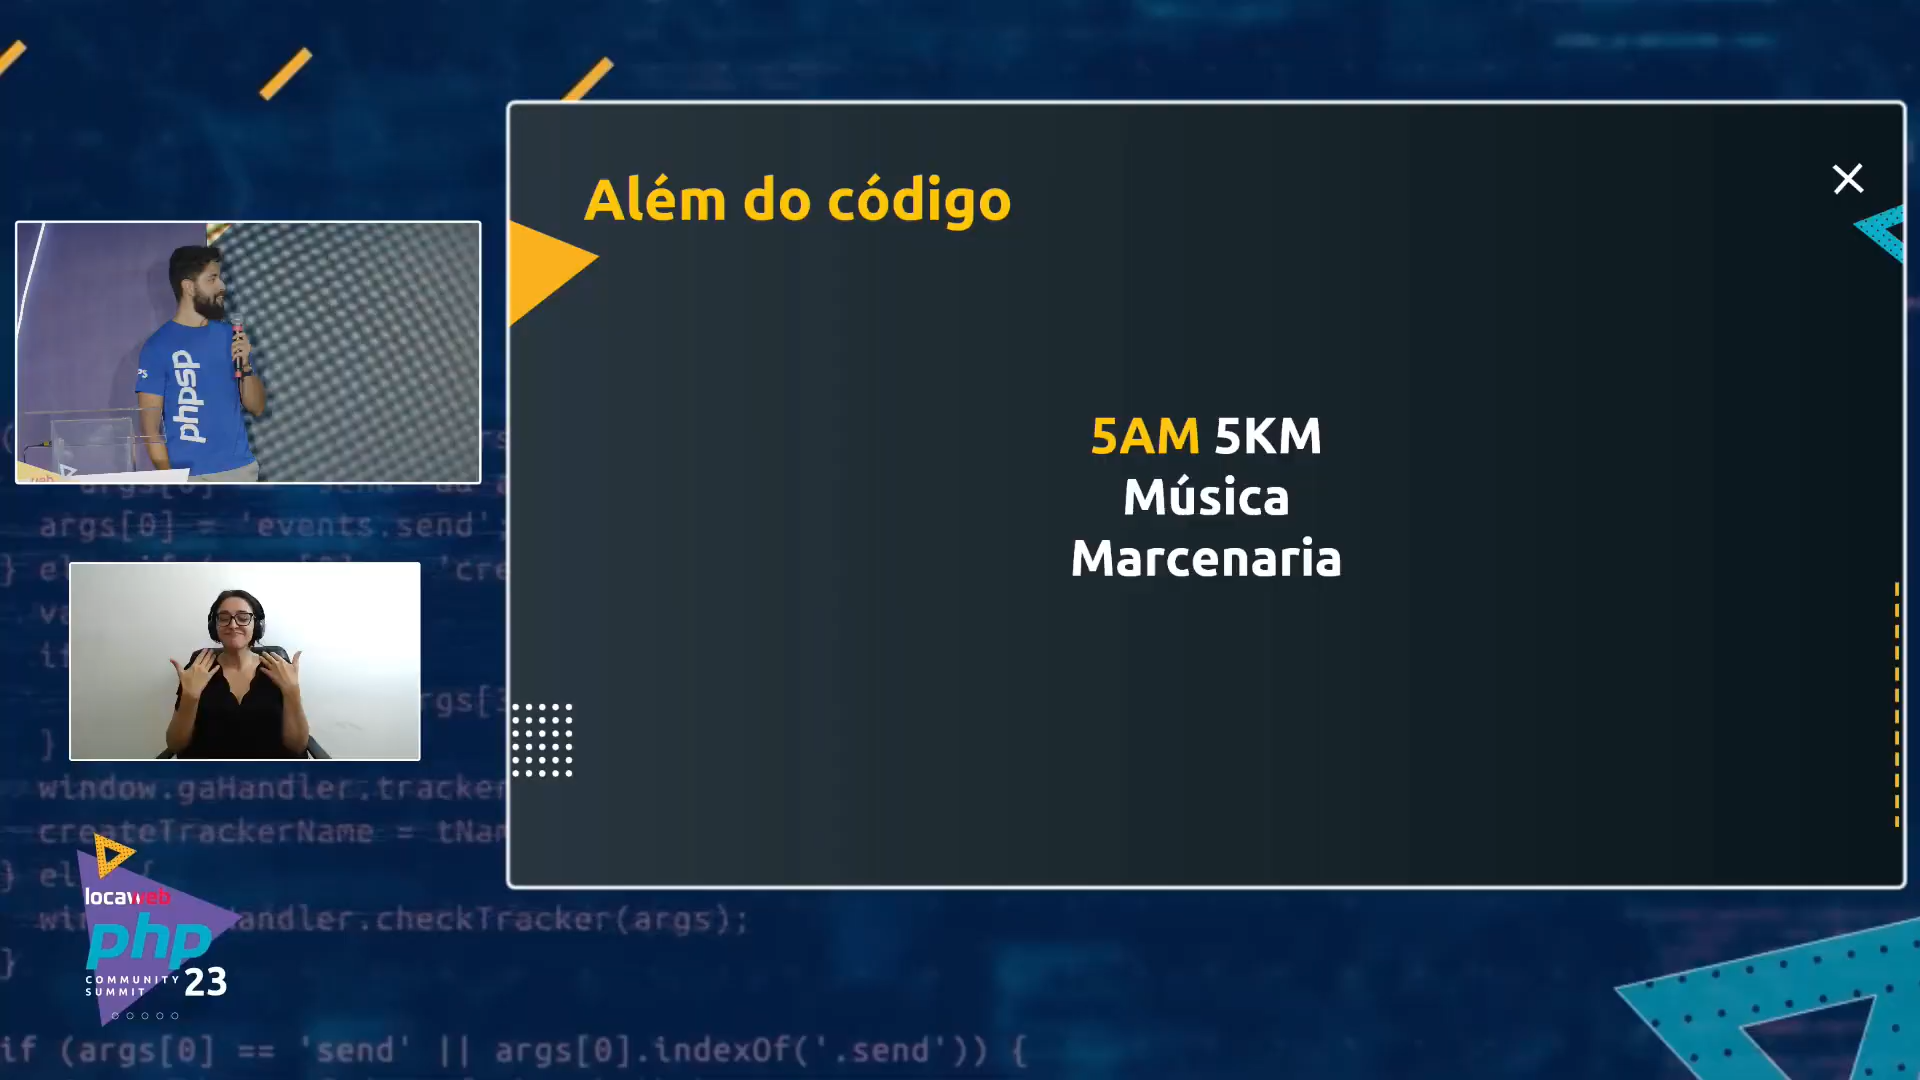 Além do código
5AM 5KM
Música
Marcenaria
phpsp
PS
args[0] = 'events.send';
window.gaHandler.tracker
createTrackerName = tNam
locaweb
php
COMMUNITY
SUMMIT 23
andler.checkTracker(args);
}
if (args[0] == 'send' || args[0].indexOf('.send')) {